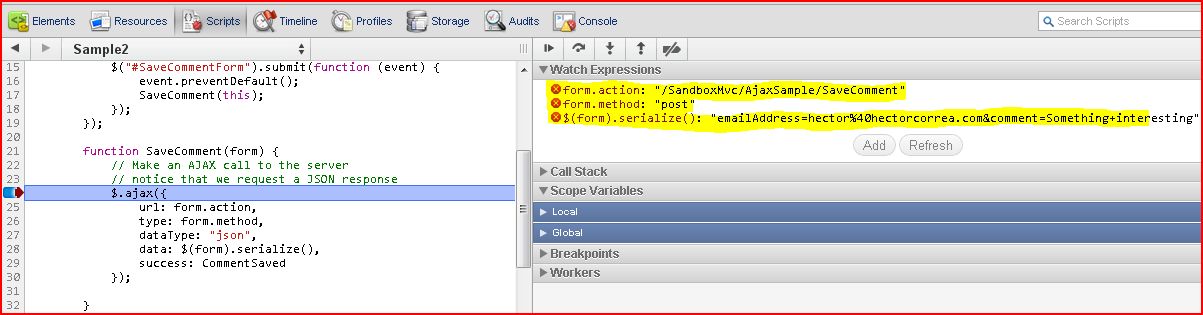 Elements Resources Scripts Timeline Profiles Storage Audits Console Search Scripts
Sample2
15 $("#SaveCommentForm").submit(function (event) {
16 event.preventDefault();
17 SaveComment(this);
18 });
19 });
20
21 function SaveComment(form) {
22 // Make an AJAX call to the server
23 // notice that we request a JSON response
$.ajax({
25 url: form.action,
26 type: form.method,
27 dataType: "json",
28 data: $(form).serialize(),
29 success: CommentSaved
30 });
31
32 }
Watch Expressions
form.action: "/SandboxMvc/AjaxSample/SaveComment"
form.method: "post"
$(form).serialize(): "emailAddress=hector%40hectorcorrea.com&comment=Something+interesting"
Add Refresh
Call Stack
Scope Variables
Local
Global
Breakpoints
Workers